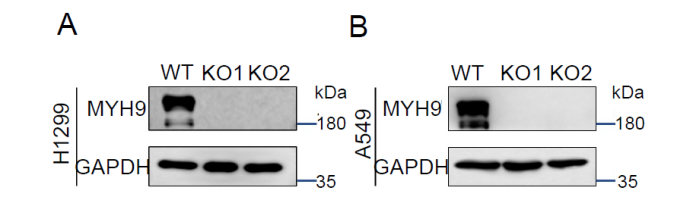 A
B
WT KO1 KO2
kDa
MYH9
180
H1299
GAPDH
35
WT KO1 KO2
kDa
MYH9
180
A549
GAPDH
35